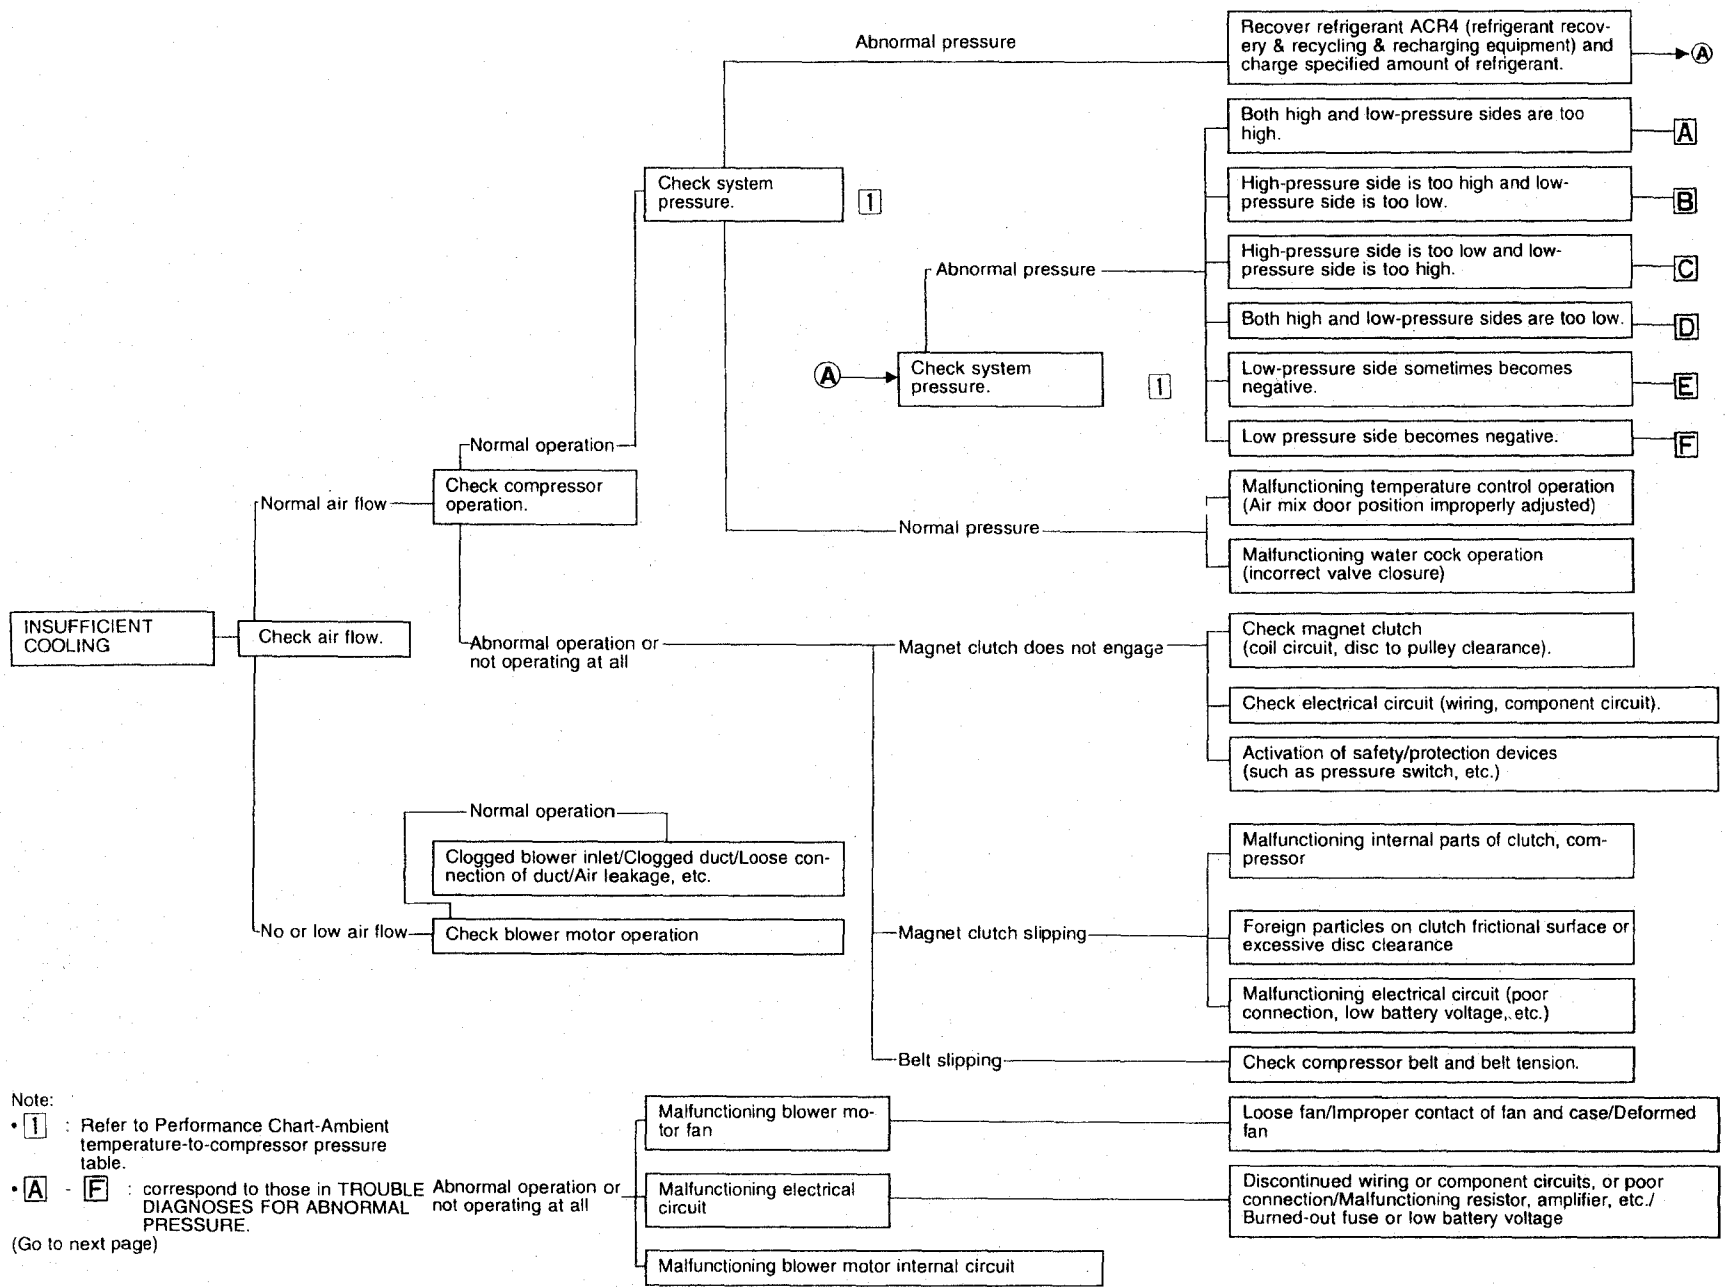 Abnormal pressure
Recover refrigerant ACR4 (refrigerant recov-
ery & recycling & recharging equipment) and
charge specified amount of refrigerant.
A
Both high and low-pressure sides are too
high.
A
Check system
pressure.
1
High-pressure side is too high and low-
pressure side is too low.
B
Abnormal pressure
High-pressure side is too low and low-
pressure side is too high.
C
Both high and low-pressure sides are too low.
D
A
Check system
pressure.
1
Low-pressure side sometimes becomes
negative.
E
Low pressure side becomes negative.
F
Normal operation
Normal air flow
Check compressor
operation.
Normal pressure
Malfunctioning temperature control operation
(Air mix door position improperly adjusted)
Malfunctioning water cock operation
(incorrect valve closure)
INSUFFICIENT
COOLING
Check air flow.
Abnormal operation or
not operating at all
Magnet clutch does not engage
Check magnet clutch
(coil circuit, disc to pulley clearance).
Check electrical circuit (wiring, component circuit).
Activation of safety/protection devices
(such as pressure switch, etc.)
Normal operation
Clogged blower inlet/Clogged duct/Loose con-
nection of duct/Air leakage, etc.
No or low air flow
Check blower motor operation
Magnet clutch slipping
Malfunctioning internal parts of clutch, com-
pressor
Foreign particles on clutch frictional surface or
excessive disc clearance
Malfunctioning electrical circuit (poor
connection, low battery voltage, etc.)
Belt slipping
Check compressor belt and belt tension.
Note:
• 1 : Refer to Performance Chart-Ambient
temperature-to-compressor pressure
table.
• A - F : correspond to those in TROUBLE
DIAGNOSES FOR ABNORMAL
PRESSURE.
(Go to next page)
Abnormal operation or
not operating at all
Malfunctioning blower mo-
tor fan
Loose fan/Improper contact of fan and case/Deformed
fan
Malfunctioning electrical
circuit
Discontinued wiring or component circuits, or poor
connection/Malfunctioning resistor, amplifier, etc./
Burned-out fuse or low battery voltage
Malfunctioning blower motor internal circuit